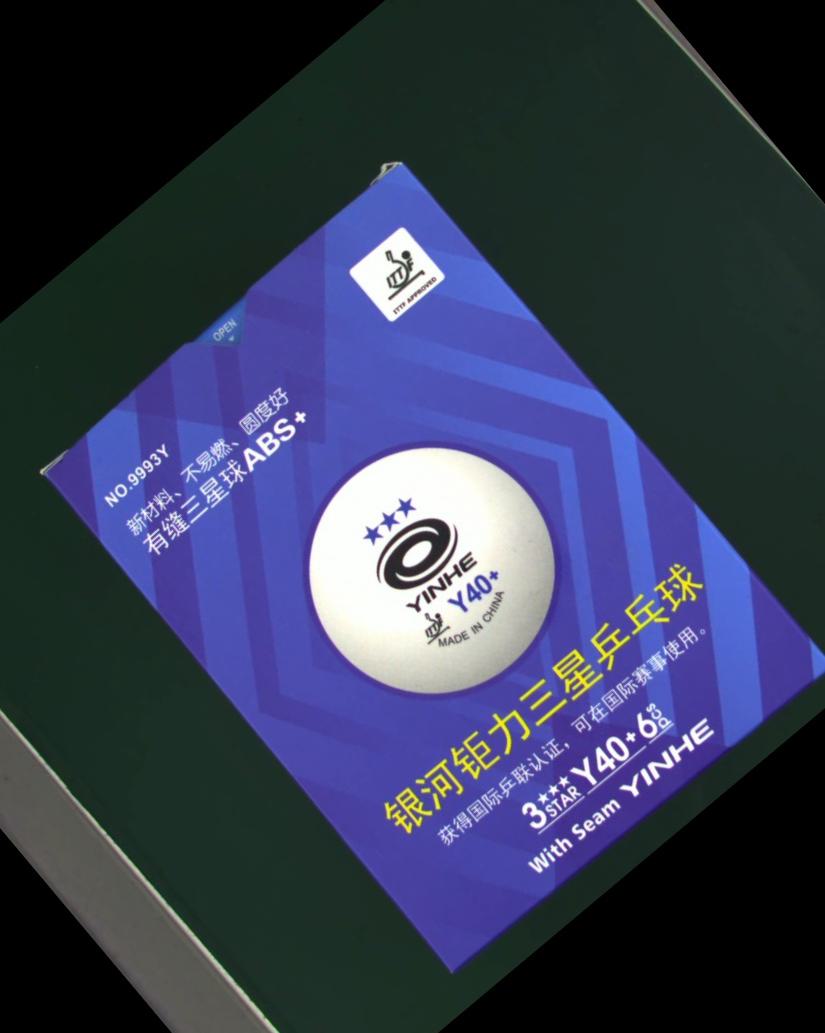 ITTF
ITTF APPROVED
OPEN
NO.9993Y
新材料、不易燃、圆度好
有缝三星球ABS+
★★★
YINHE
Y40+
MADE IN CHINA
银河钜力三星乒乓球
获得国际乒联认证，可在国际赛事使用。
3★★★STAR Y40+ 6
With Seam YINHE